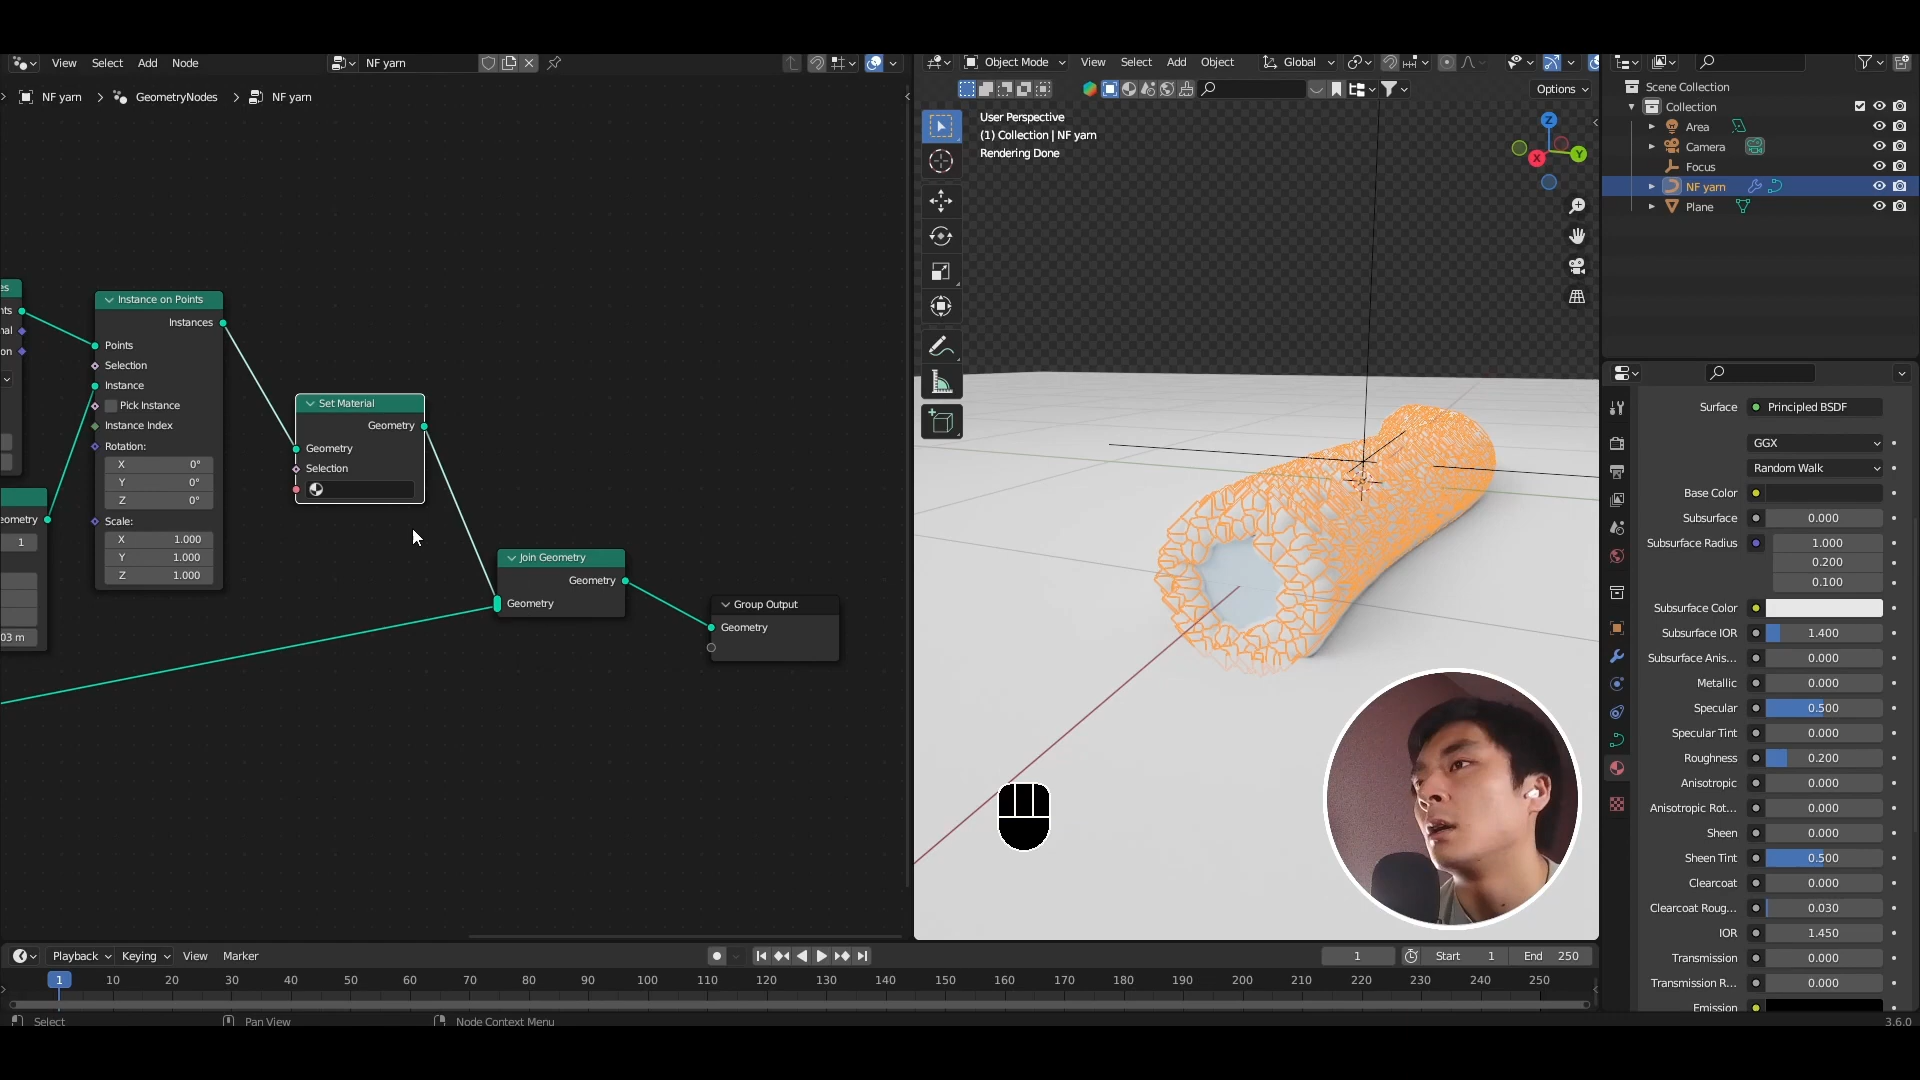 View Select Add Node NF yarn
NF yarn > GeometryNodes > NF yarn
es
nts
nal
on
eometry
1
03 m
Instance on Points
Instances
Points
Selection
Instance
Pick Instance
Instance Index
Rotation:
X 0°
Y 0°
Z 0°
Scale:
X 1.000
Y 1.000
Z 1.000
Set Material
Geometry
Geometry
Selection
Join Geometry
Geometry
Geometry
Group Output
Geometry
Object Mode View Select Add Object Global
Options
User Perspective
(1) Collection | NF yarn
Rendering Done
Z
Y
X
Scene Collection
Collection
Area
Camera
Focus
NF yarn
Plane
Surface Principled BSDF
GGX
Random Walk
Base Color
Subsurface 0.000
Subsurface Radius 1.000
0.200
0.100
Subsurface Color
Subsurface IOR 1.400
Subsurface Anis... 0.000
Metallic 0.000
Specular 0.500
Specular Tint 0.000
Roughness 0.200
Anisotropic 0.000
Anisotropic Rot... 0.000
Sheen 0.000
Sheen Tint 0.500
Clearcoat 0.000
Clearcoat Roug... 0.030
IOR 1.450
Transmission 0.000
Transmission R... 0.000
Emission
Playback Keying View Marker 1 Start 1 End 250
1 10 20 30 40 50 60 70 80 90 100 110 120 130 140 150 160 170 180 190 200 210 220 230 240 250
Select Pan View Node Context Menu 3.6.0